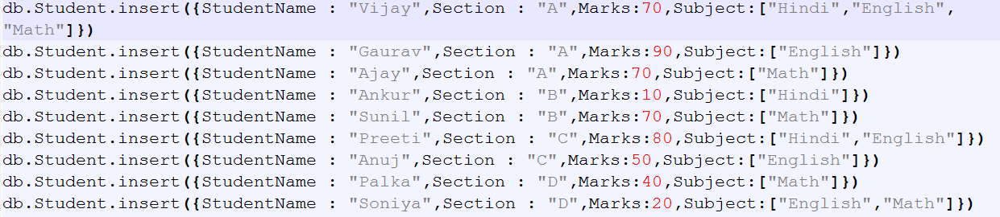 db.Student.insert({StudentName : "Vijay",Section : "A",Marks:70,Subject:["Hindi","English",
"Math"]})
db.Student.insert({StudentName : "Gaurav",Section : "A",Marks:90,Subject:["English"]})
db.Student.insert({StudentName : "Ajay",Section : "A",Marks:70,Subject:["Math"]})
db.Student.insert({StudentName : "Ankur",Section : "B",Marks:10,Subject:["Hindi"]})
db.Student.insert({StudentName : "Sunil",Section : "B",Marks:70,Subject:["Math"]})
db.Student.insert({StudentName : "Preeti",Section : "C",Marks:80,Subject:["Hindi","English"]})
db.Student.insert({StudentName : "Anuj",Section : "C",Marks:50,Subject:["English"]})
db.Student.insert({StudentName : "Palka",Section : "D",Marks:40,Subject:["Math"]})
db.Student.insert({StudentName : "Soniya",Section : "D",Marks:20,Subject:["English","Math"]})